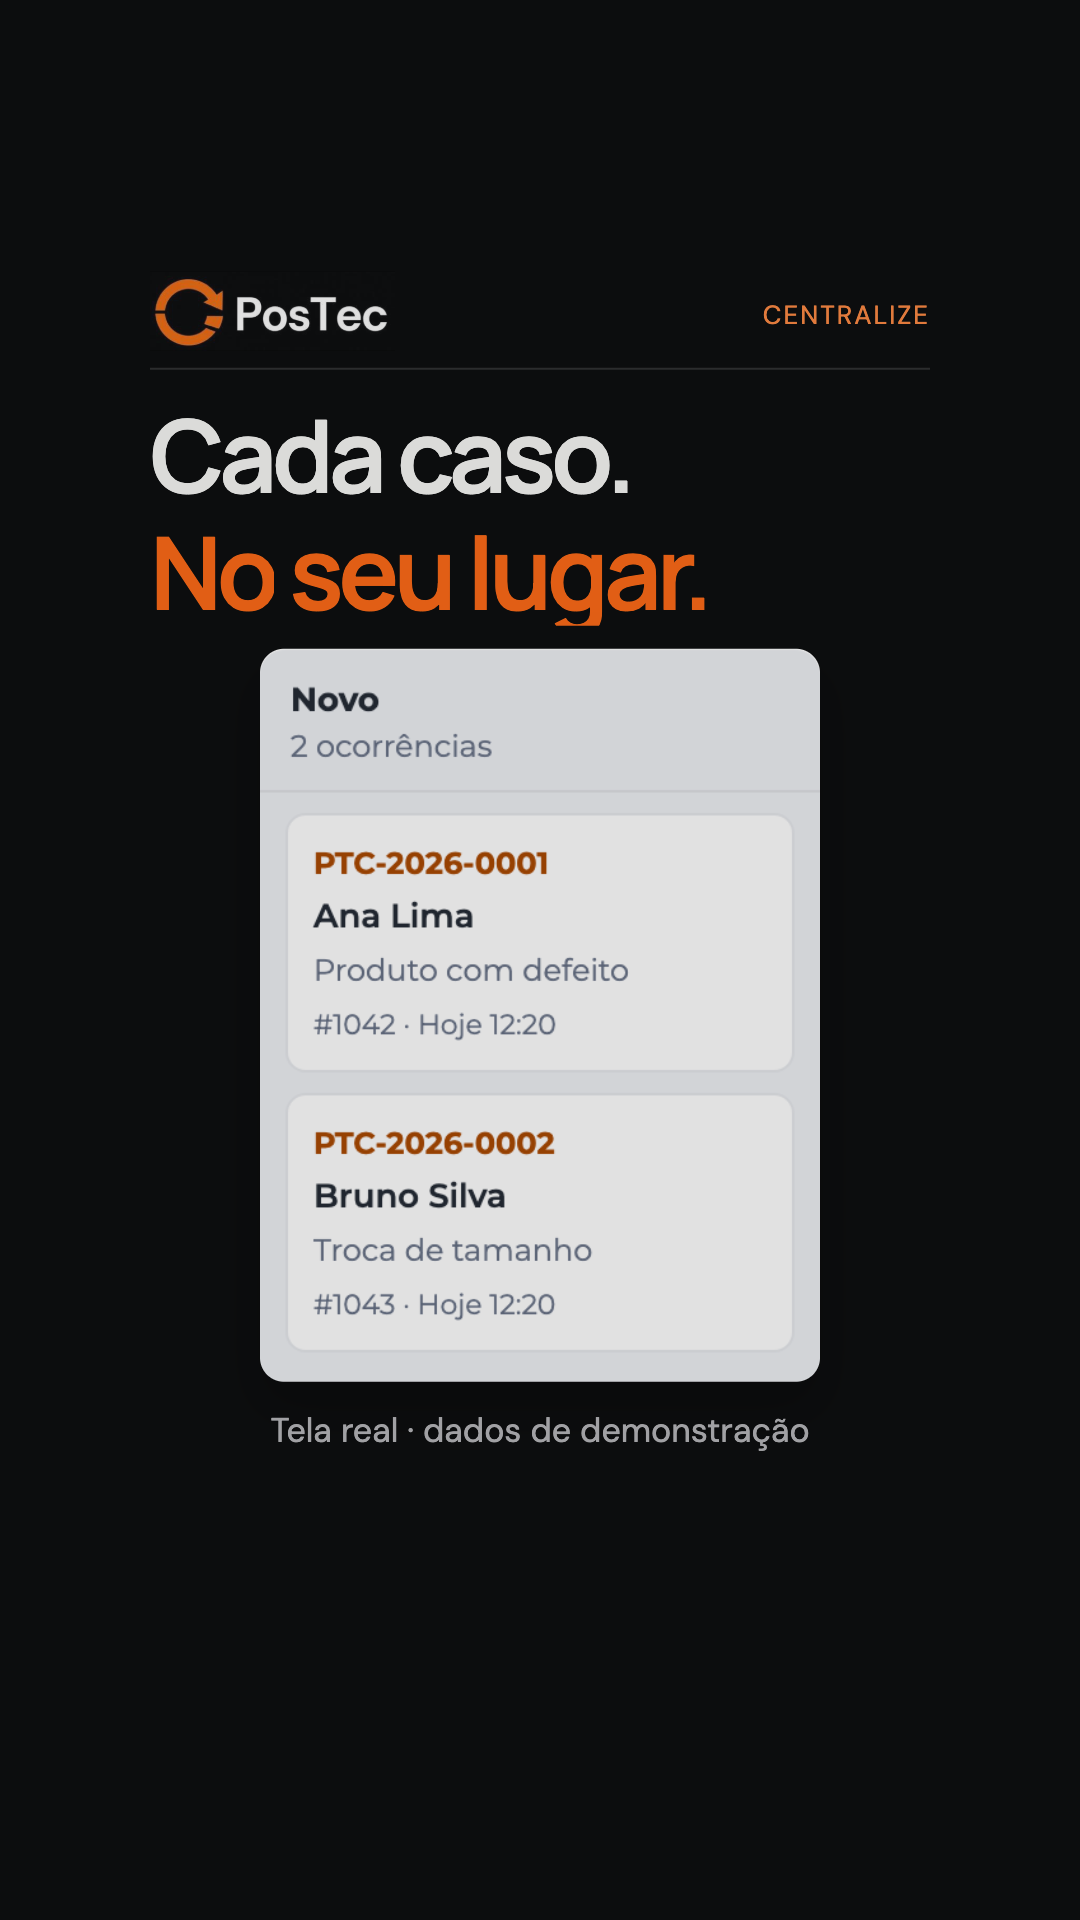 PosTec
CENTRALIZE
Cada caso.
No seu lugar.
Novo
2 ocorrências
PTC-2026-0001
Ana Lima
Produto com defeito
#1042 · Hoje 12:20
PTC-2026-0002
Bruno Silva
Troca de tamanho
#1043 · Hoje 12:20
Tela real · dados de demonstração